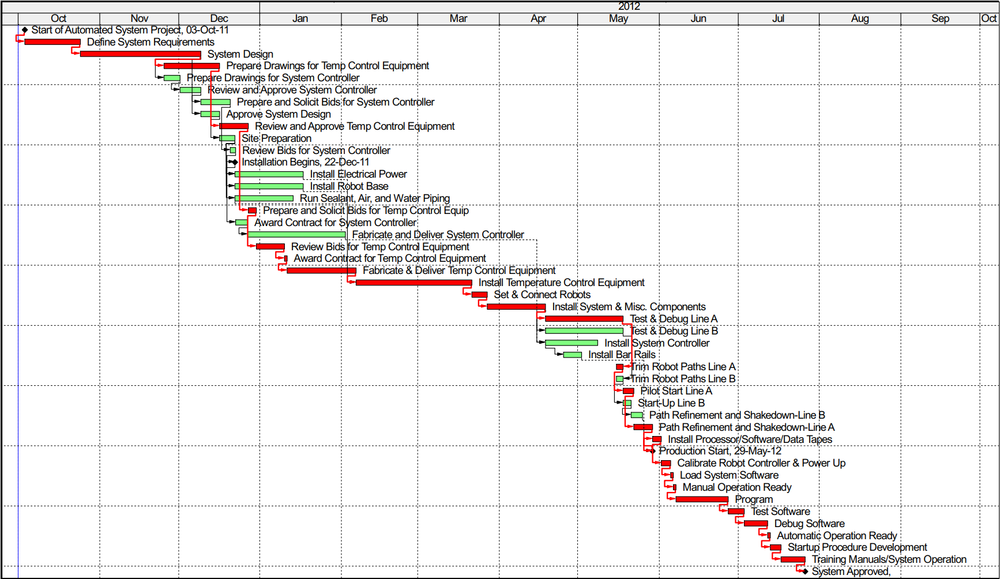 2012
Oct Nov Dec Jan Feb Mar Apr May Jun Jul Aug Sep Oct
Start of Automated System Project, 03-Oct-11
Define System Requirements
System Design
Prepare Drawings for Temp Control Equipment
Prepare Drawings for System Controller
Review and Approve System Controller
Prepare and Solicit Bids for System Controller
Approve System Design
Review and Approve Temp Control Equipment
Site Preparation
Review Bids for System Controller
Installation Begins, 22-Dec-11
Install Electrical Power
Install Robot Base
Run Sealant, Air, and Water Piping
Prepare and Solicit Bids for Temp Control Equip
Award Contract for System Controller
Fabricate and Deliver System Controller
Review Bids for Temp Control Equipment
Award Contract for Temp Control Equipment
Fabricate & Deliver Temp Control Equipment
Install Temperature Control Equipment
Set & Connect Robots
Install System & Misc. Components
Test & Debug Line A
Test & Debug Line B
Install System Controller
Install Bar Rails
Trim Robot Paths Line A
Trim Robot Paths Line B
Pilot Start Line A
Start-Up Line B
Path Refinement and Shakedown-Line B
Path Refinement and Shakedown-Line A
Install Processor/Software/Data Tapes
Production Start, 29-May-12
Calibrate Robot Controller & Power Up
Load System Software
Manual Operation Ready
Program
Test Software
Debug Software
Automatic Operation Ready
Startup Procedure Development
Training Manuals/System Operation
System Approved,